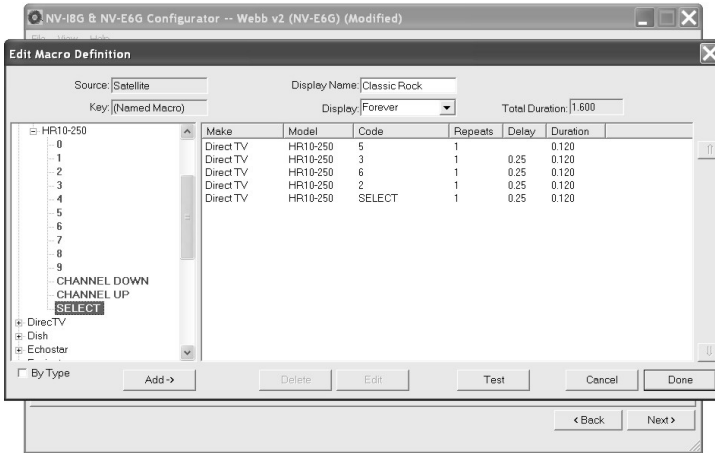 NV-I8G & NV-E6G Configurator -- Webb v2 (NV-E6G) (Modified)
File View Help
Edit Macro Definition
Source: Satellite
Display Name: Classic Rock
Key: (Named Macro)
Display: Forever
Total Duration: 1.600
HR10-250
0
1
2
3
4
5
6
7
8
9
CHANNEL DOWN
CHANNEL UP
SELECT
DirecTV
Dish
Echostar
Make Model Code Repeats Delay Duration
Direct TV HR10-250 5 1 0.120
Direct TV HR10-250 3 1 0.25 0.120
Direct TV HR10-250 6 1 0.25 0.120
Direct TV HR10-250 2 1 0.25 0.120
Direct TV HR10-250 SELECT 1 0.25 0.120
By Type
Add->
Delete
Edit
Test
Cancel
Done
<Back
Next>